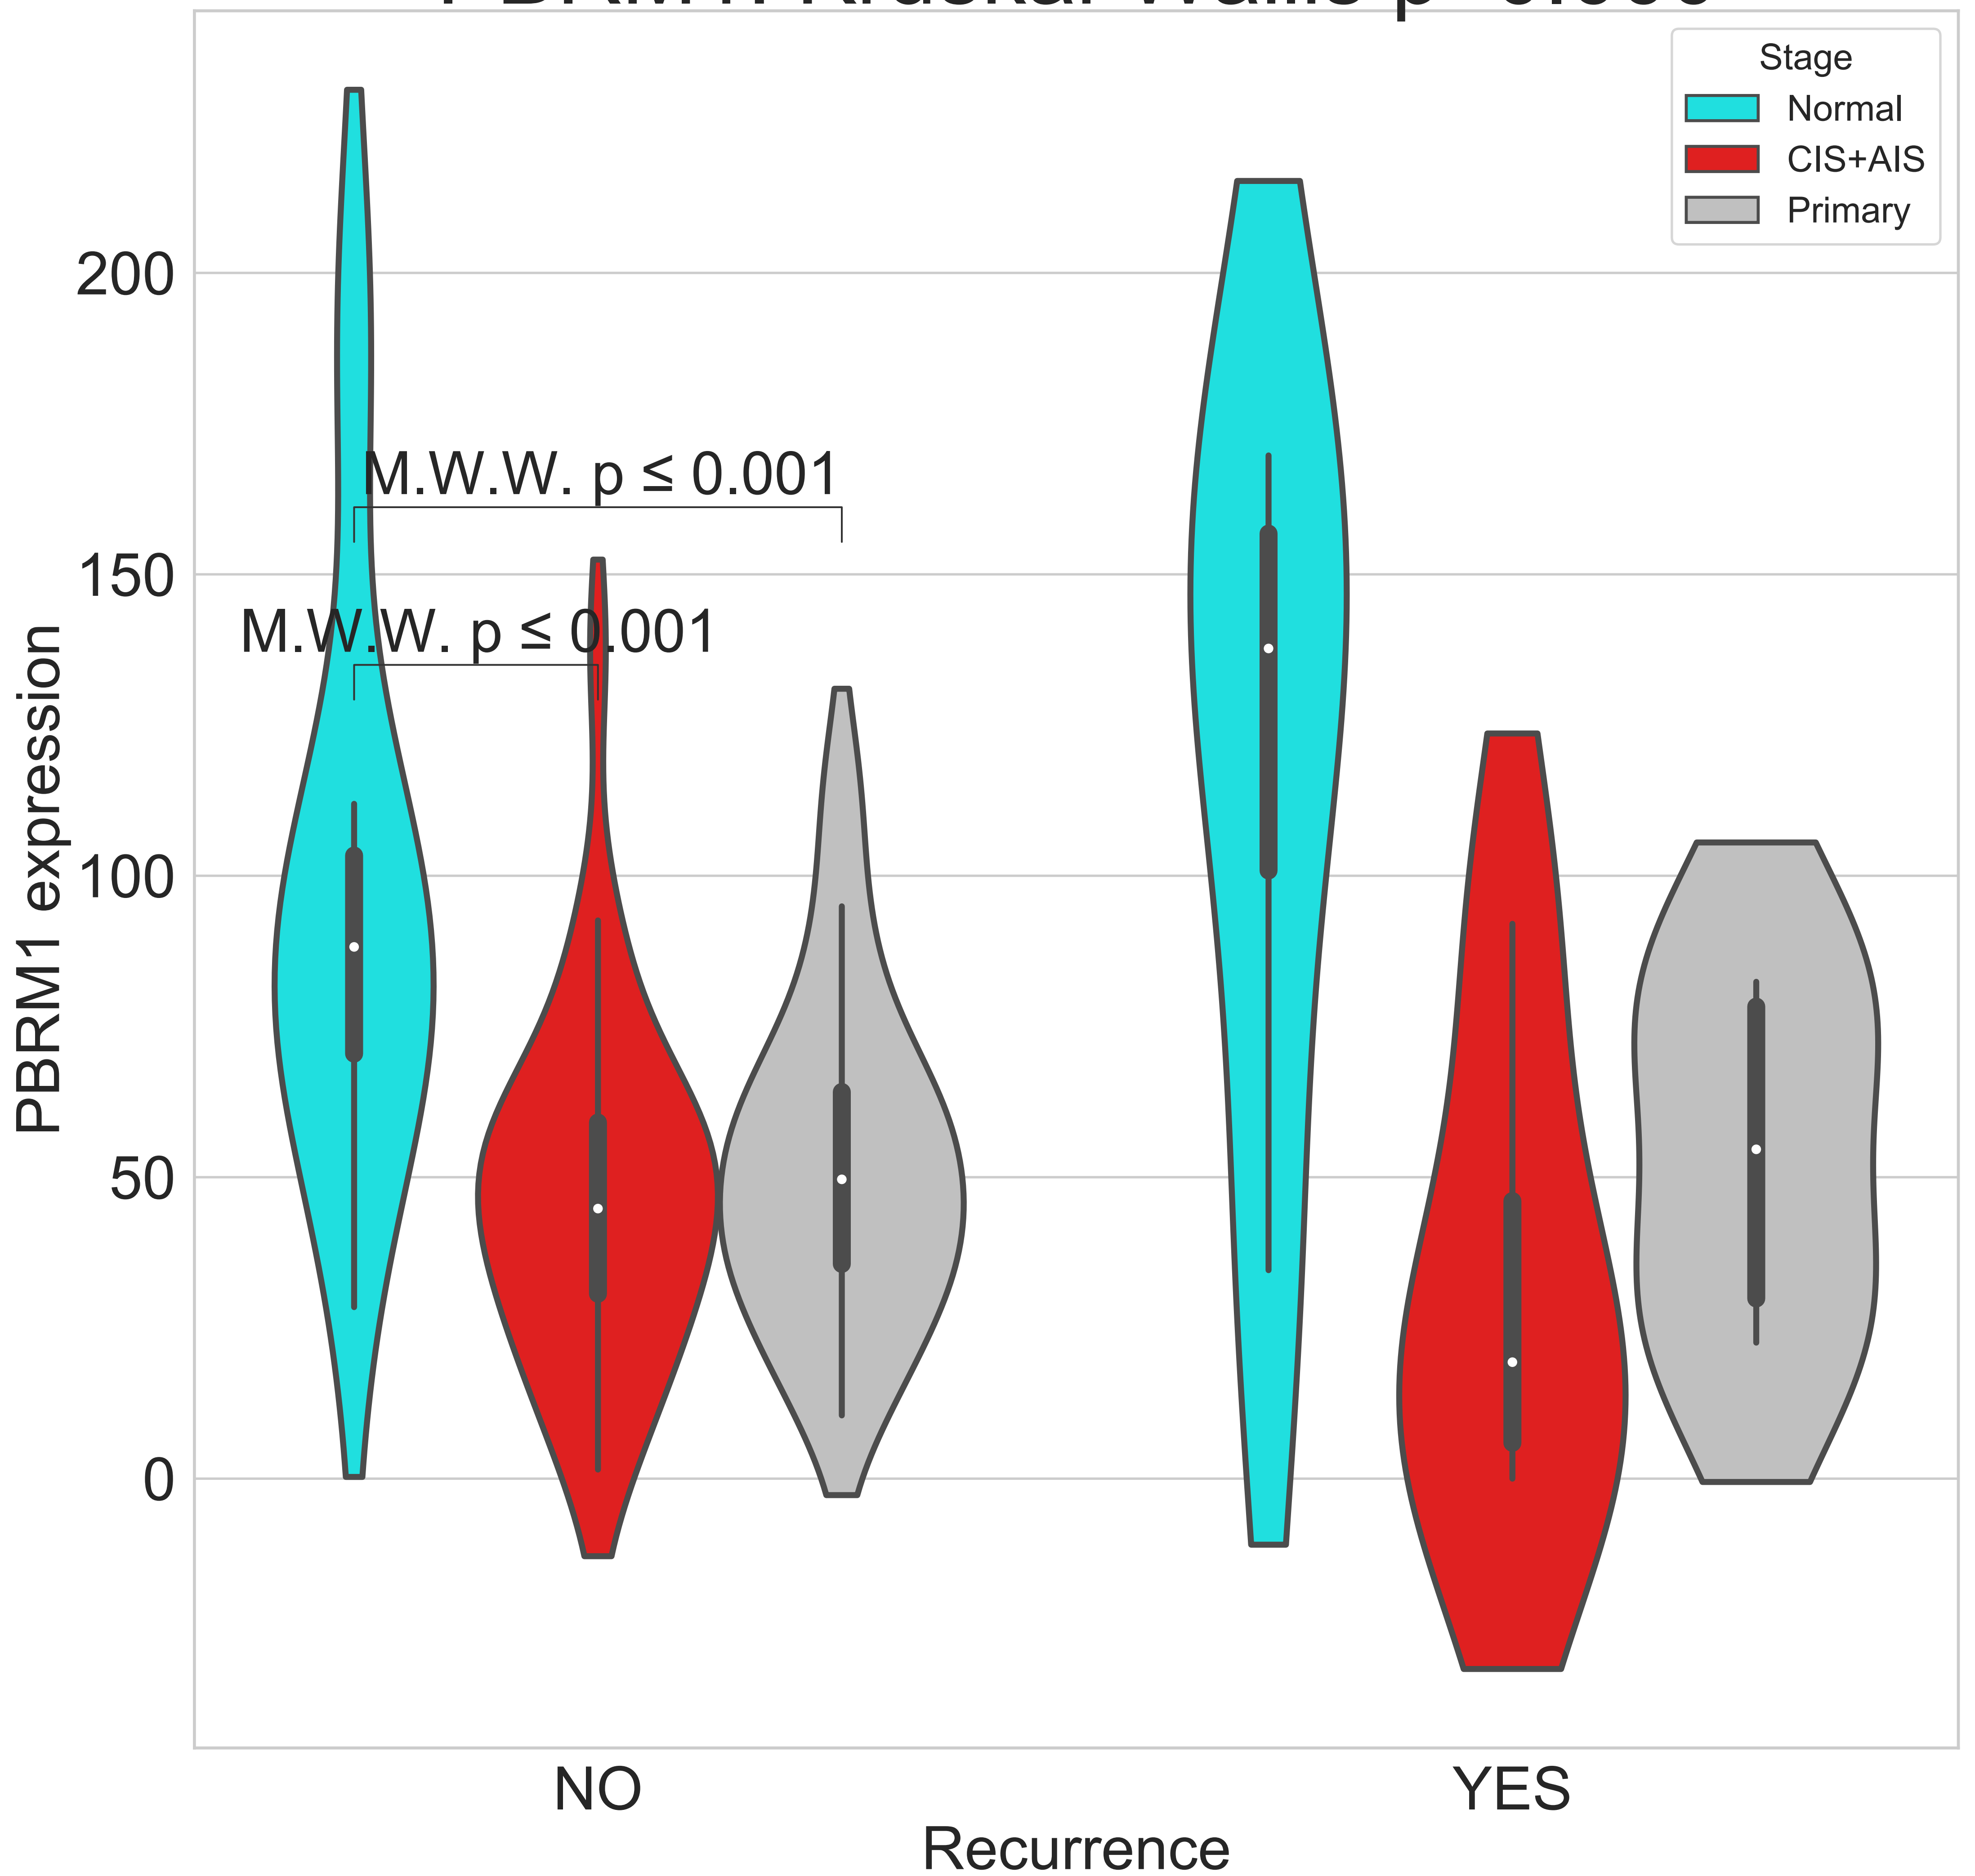 Stage
Normal
CIS+AIS
Primary
200
150
100
50
0
M.W.W. p ≤ 0.001
M.W.W. p ≤ 0.001
PBRM1 expression
NO
YES
Recurrence